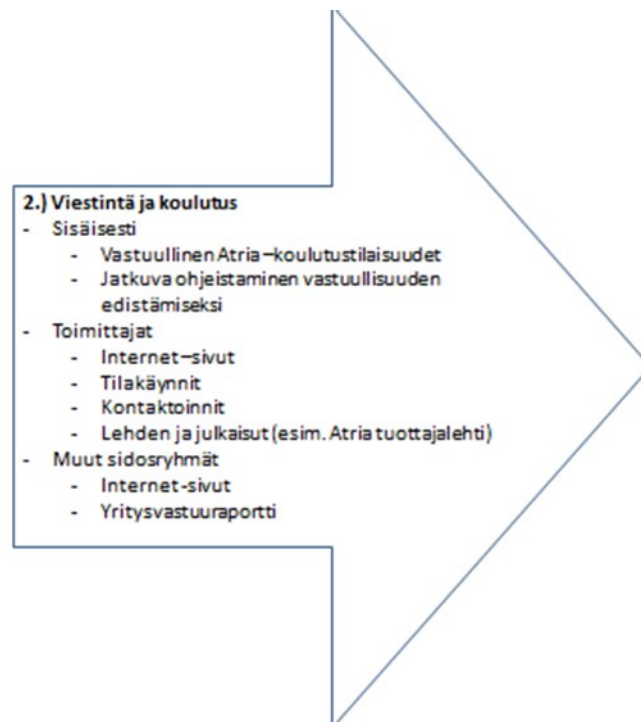 2.) Viestintä ja koulutus
- Sisäisesti
- Vastuullinen Atria –koulutustilaisuudet
- Jatkuva ohjeistaminen vastuullisuuden
edistämiseksi
- Toimittajat
- Internet –sivut
- Tilakäynnit
- Kontaktoinnit
- Lehden ja julkaisut (esim. Atria tuottajalehti)
- Muut sidosryhmät
- Internet -sivut
- Yritysvastuuraportti